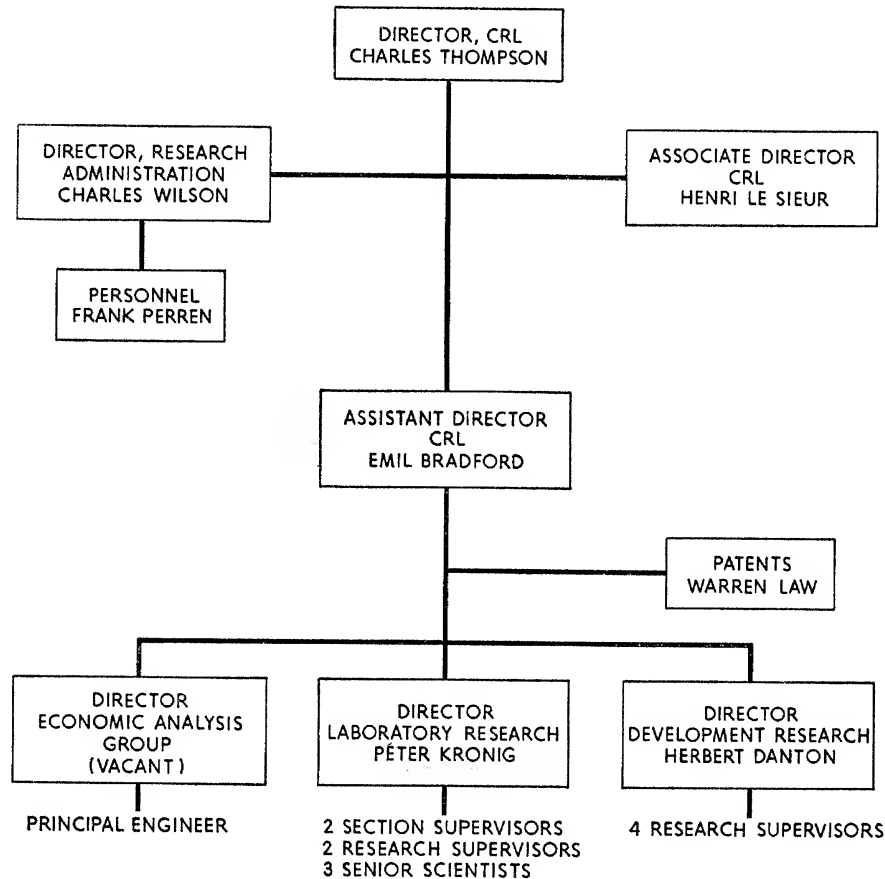 DIRECTOR, CRL
CHARLES THOMPSON
DIRECTOR, RESEARCH
ADMINISTRATION
CHARLES WILSON
ASSOCIATE DIRECTOR
CRL
HENRI LE SIEUR
PERSONNEL
FRANK PERREN
ASSISTANT DIRECTOR
CRL
EMIL BRADFORD
PATENTS
WARREN LAW
DIRECTOR
ECONOMIC ANALYSIS
GROUP
(VACANT)
DIRECTOR
LABORATORY RESEARCH
PÉTER KRONIG
DIRECTOR
DEVELOPMENT RESEARCH
HERBERT DANTON
PRINCIPAL ENGINEER
2 SECTION SUPERVISORS
2 RESEARCH SUPERVISORS
3 SENIOR SCIENTISTS
4 RESEARCH SUPERVISORS